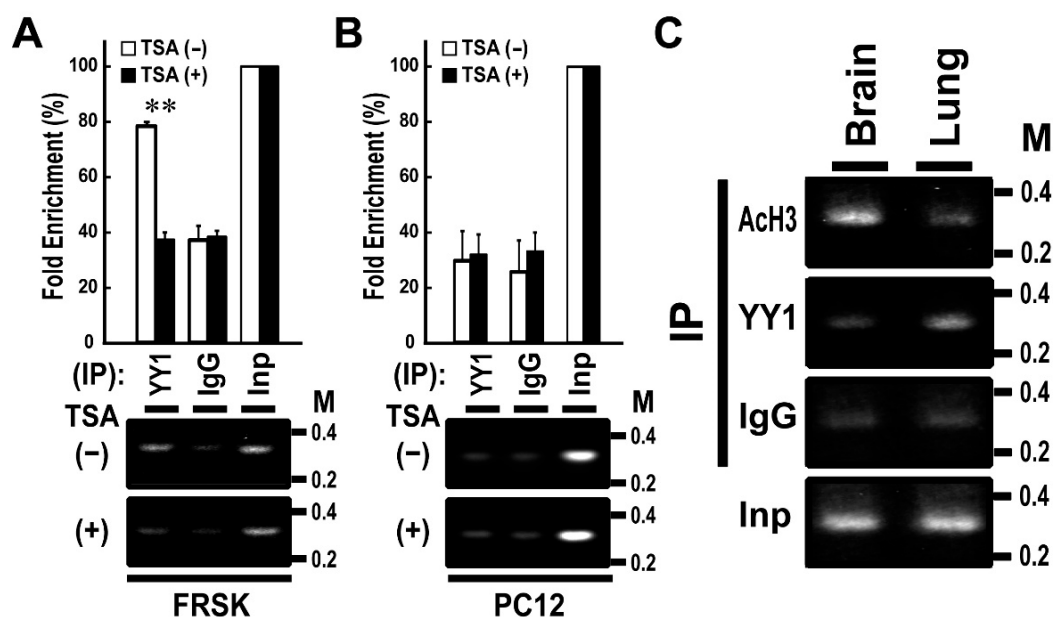 A
TSA (−)
TSA (+)
Fold Enrichment (%)
100
80
60
40
20
0
**
(IP):
YY1
IgG
Inp
TSA
M
(−)
0.4
0.2
(+)
0.4
0.2
FRSK
B
TSA (−)
TSA (+)
Fold Enrichment (%)
100
80
60
40
20
0
(IP):
YY1
IgG
Inp
TSA
M
(−)
0.4
0.2
(+)
0.4
0.2
PC12
C
Brain
Lung
M
IP
AcH3
0.4
0.2
YY1
0.4
0.2
IgG
0.4
0.2
Inp
0.4
0.2